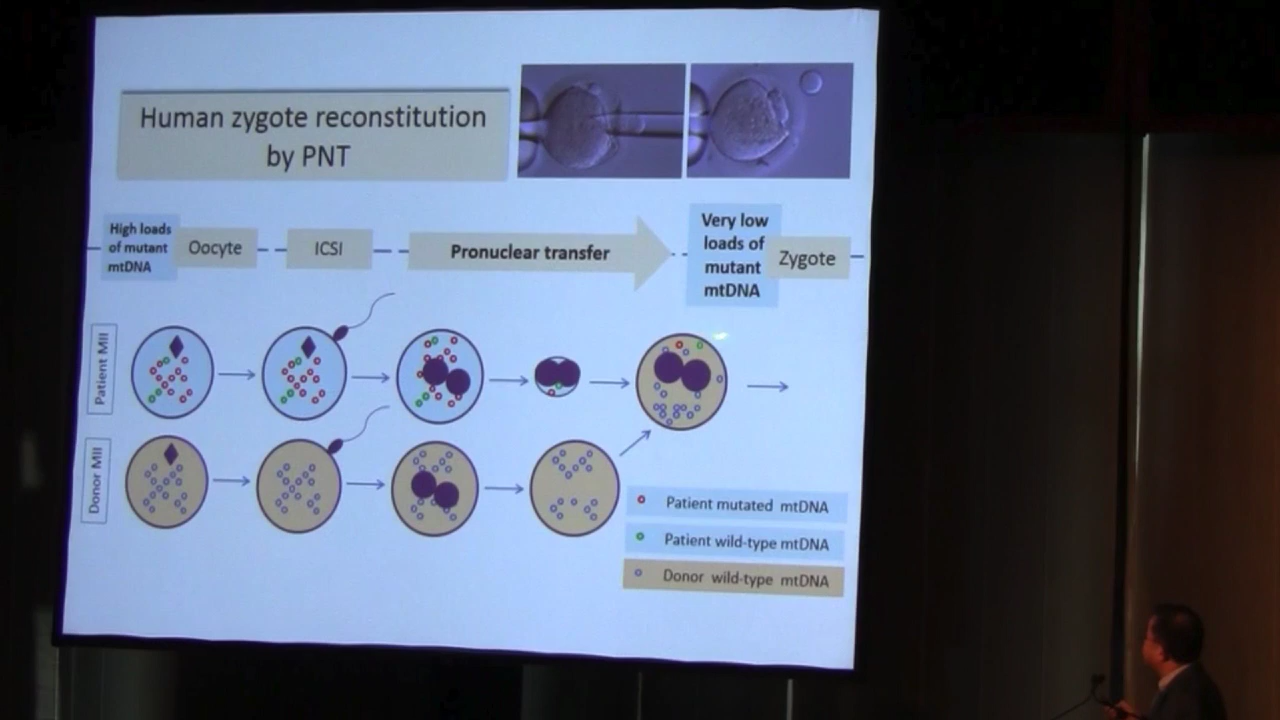 Human zygote reconstitution
by PNT
High loads
of mutant
mtDNA
Oocyte
ICSI
Pronuclear transfer
Very low
loads of
mutant
mtDNA
Zygote
Patient MII
Donor MII
Patient mutated mtDNA
Patient wild-type mtDNA
Donor wild-type mtDNA